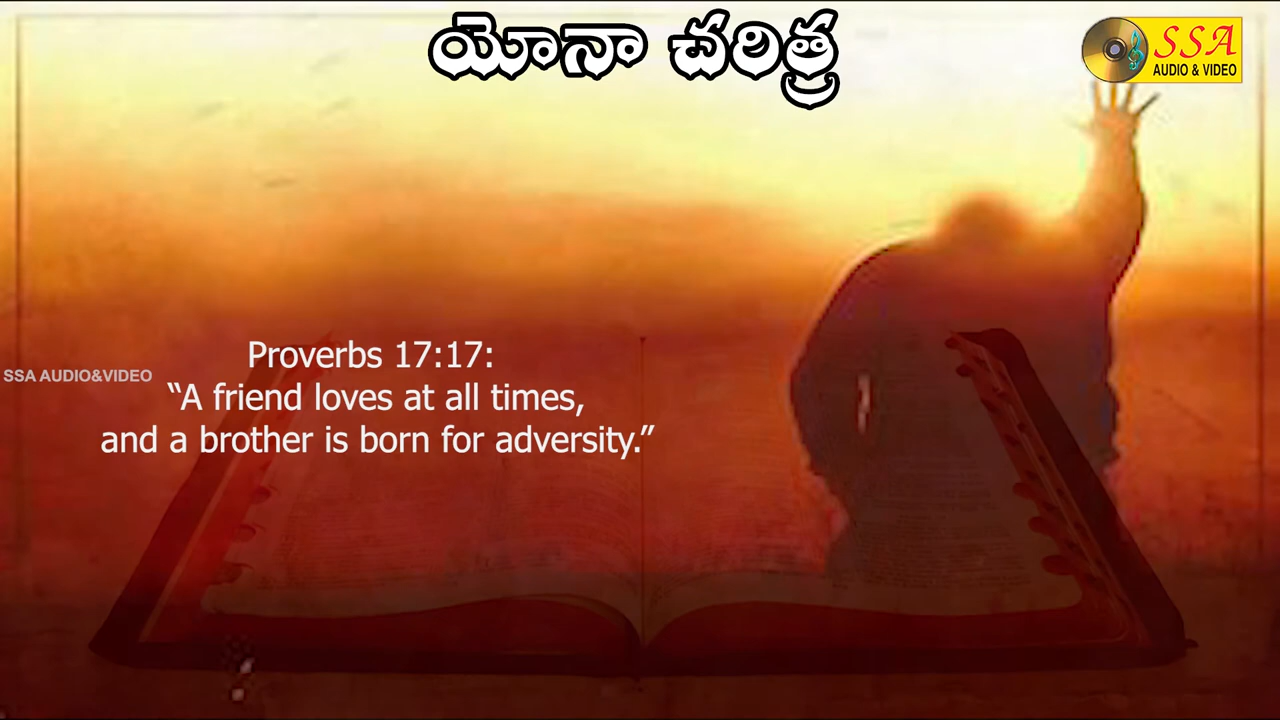 యోనా చరిత్ర
SSA
AUDIO & VIDEO
Proverbs 17:17:
SSA AUDIO&VIDEO
“A friend loves at all times,
and a brother is born for adversity.”